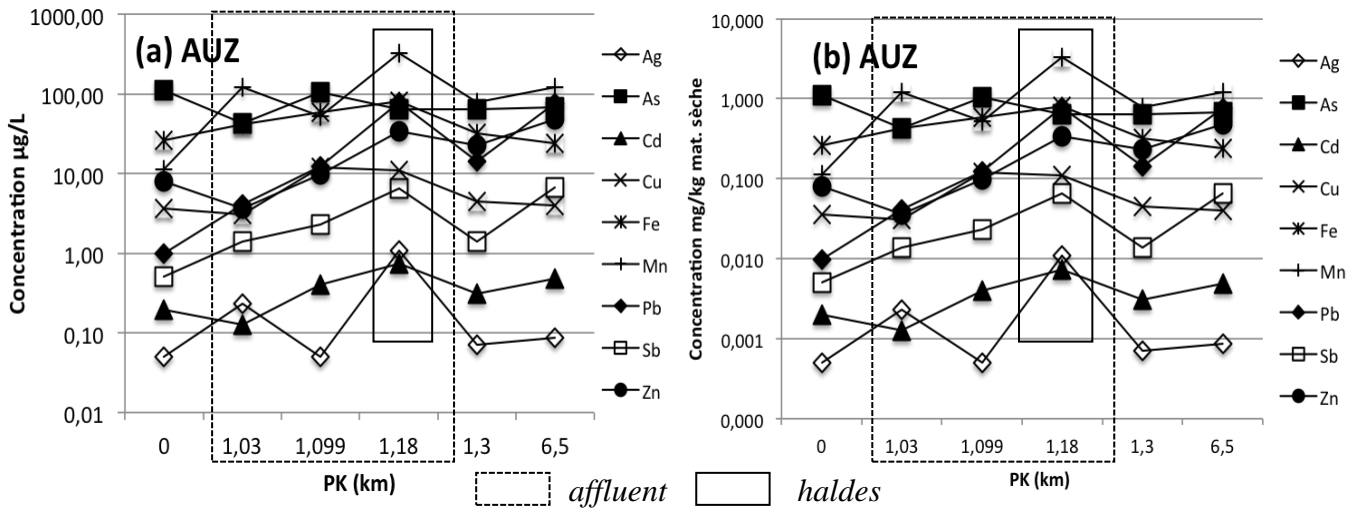 (a) AUZ
Concentration µg/L
1000,00
100,00
10,00
1,00
0,10
0,01
0 1,03 1,099 1,18 1,3 6,5
PK (km)
Ag
As
Cd
Cu
Fe
Mn
Pb
Sb
Zn
(b) AUZ
Concentration mg/kg mat. sèche
10,000
1,000
0,100
0,010
0,001
0,000
0 1,03 1,099 1,18 1,3 6,5
PK (km)
Ag
As
Cd
Cu
Fe
Mn
Pb
Sb
Zn
affluent haldes